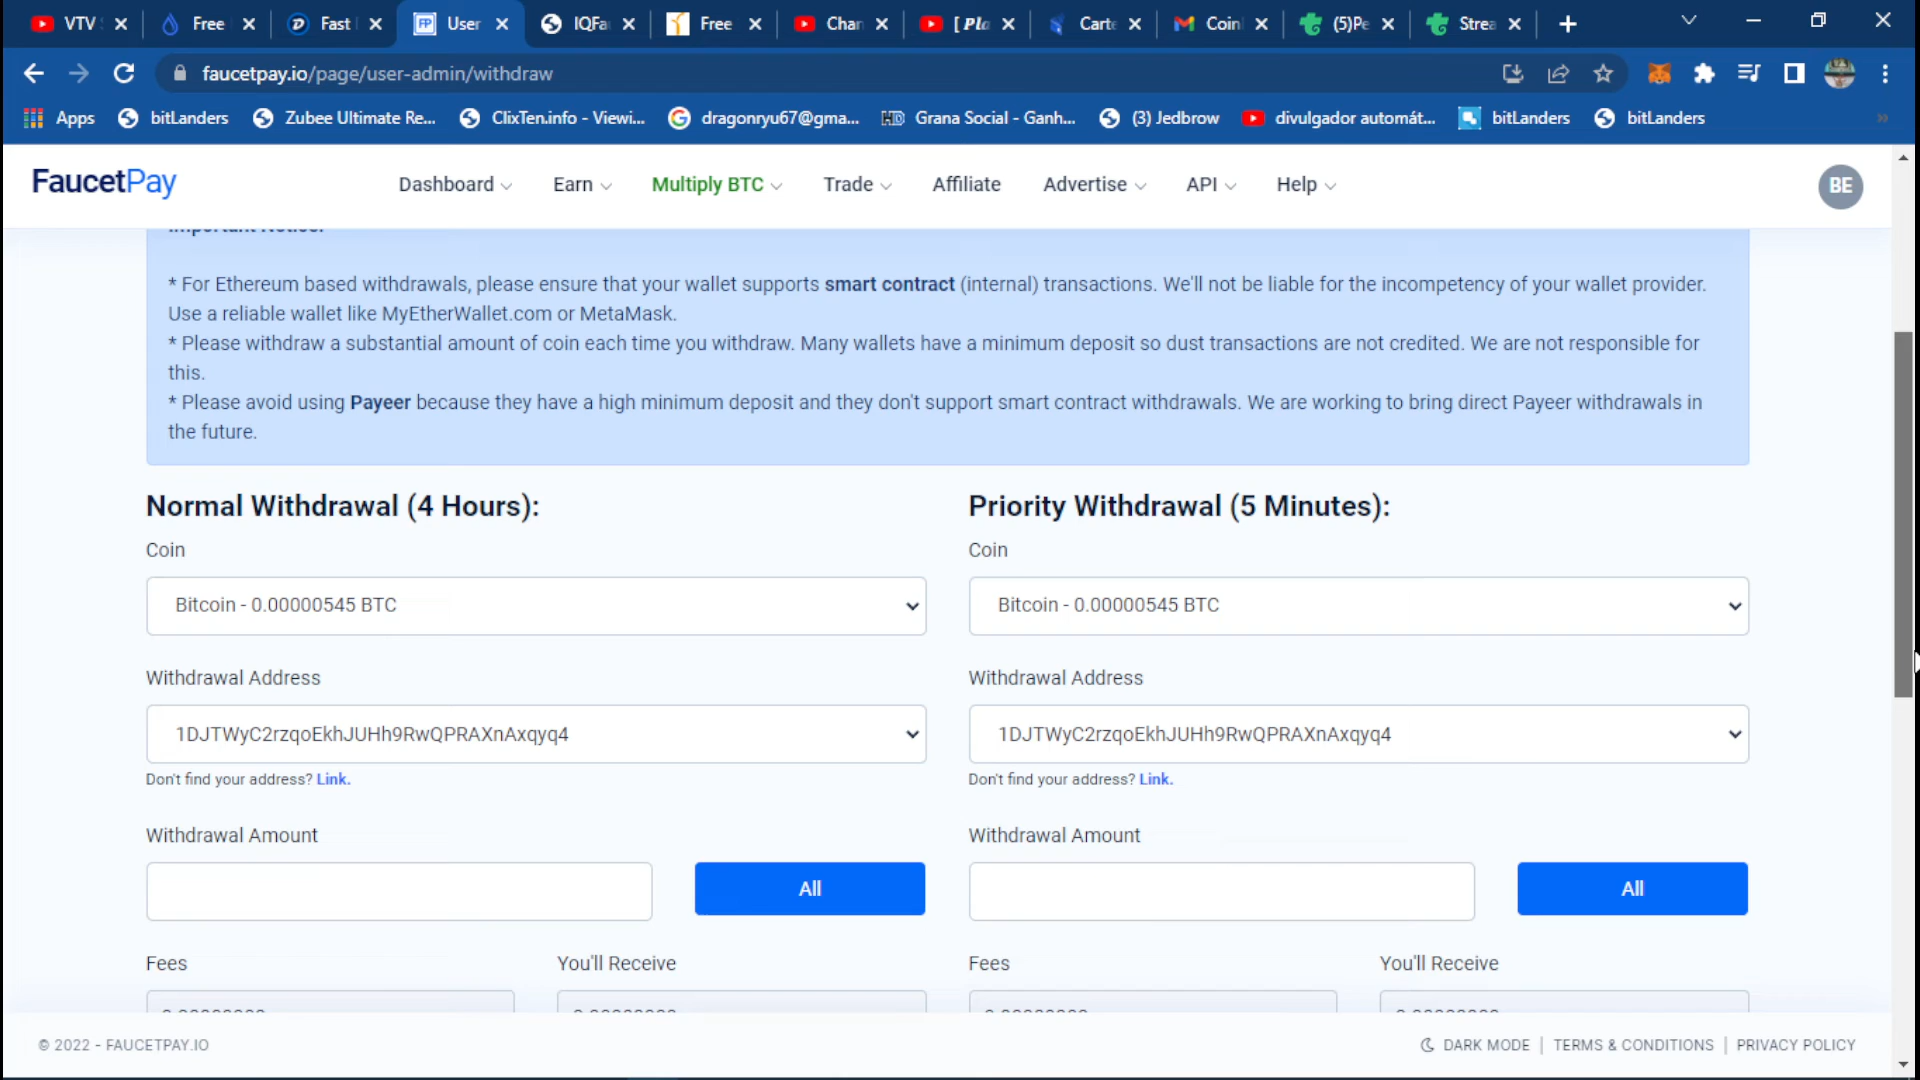 VTV S
Free
Fast
User
IQFa
Free
Chan
[ Pla
Carte
Coin
(5)Pe
Strea
faucetpay.io/page/user-admin/withdraw
Apps
bitLanders
Zubee Ultimate Re...
ClixTen.info - Viewi...
dragonryu67@gma...
Grana Social - Ganh...
(3) Jedbrow
divulgador automát...
bitLanders
bitLanders
FaucetPay
Dashboard
Earn
Multiply BTC
Trade
Affiliate
Advertise
API
Help
BE
Important Notice:
* For Ethereum based withdrawals, please ensure that your wallet supports smart contract (internal) transactions. We'll not be liable for the incompetency of your wallet provider.
Use a reliable wallet like MyEtherWallet.com or MetaMask.
* Please withdraw a substantial amount of coin each time you withdraw. Many wallets have a minimum deposit so dust transactions are not credited. We are not responsible for
this.
* Please avoid using Payeer because they have a high minimum deposit and they don't support smart contract withdrawals. We are working to bring direct Payeer withdrawals in
the future.
Normal Withdrawal (4 Hours):
Coin
Bitcoin - 0.00000545 BTC
Withdrawal Address
1DJTWyC2rzqoEkhJUHh9RwQPRAXnAxqyq4
Don't find your address? Link.
Withdrawal Amount
All
Fees
You'll Receive
0.00000000
0.00000000
Priority Withdrawal (5 Minutes):
Coin
Bitcoin - 0.00000545 BTC
Withdrawal Address
1DJTWyC2rzqoEkhJUHh9RwQPRAXnAxqyq4
Don't find your address? Link.
Withdrawal Amount
All
Fees
You'll Receive
0.00000000
0.00000000
© 2022 - FAUCETPAY.IO
DARK MODE | TERMS & CONDITIONS | PRIVACY POLICY